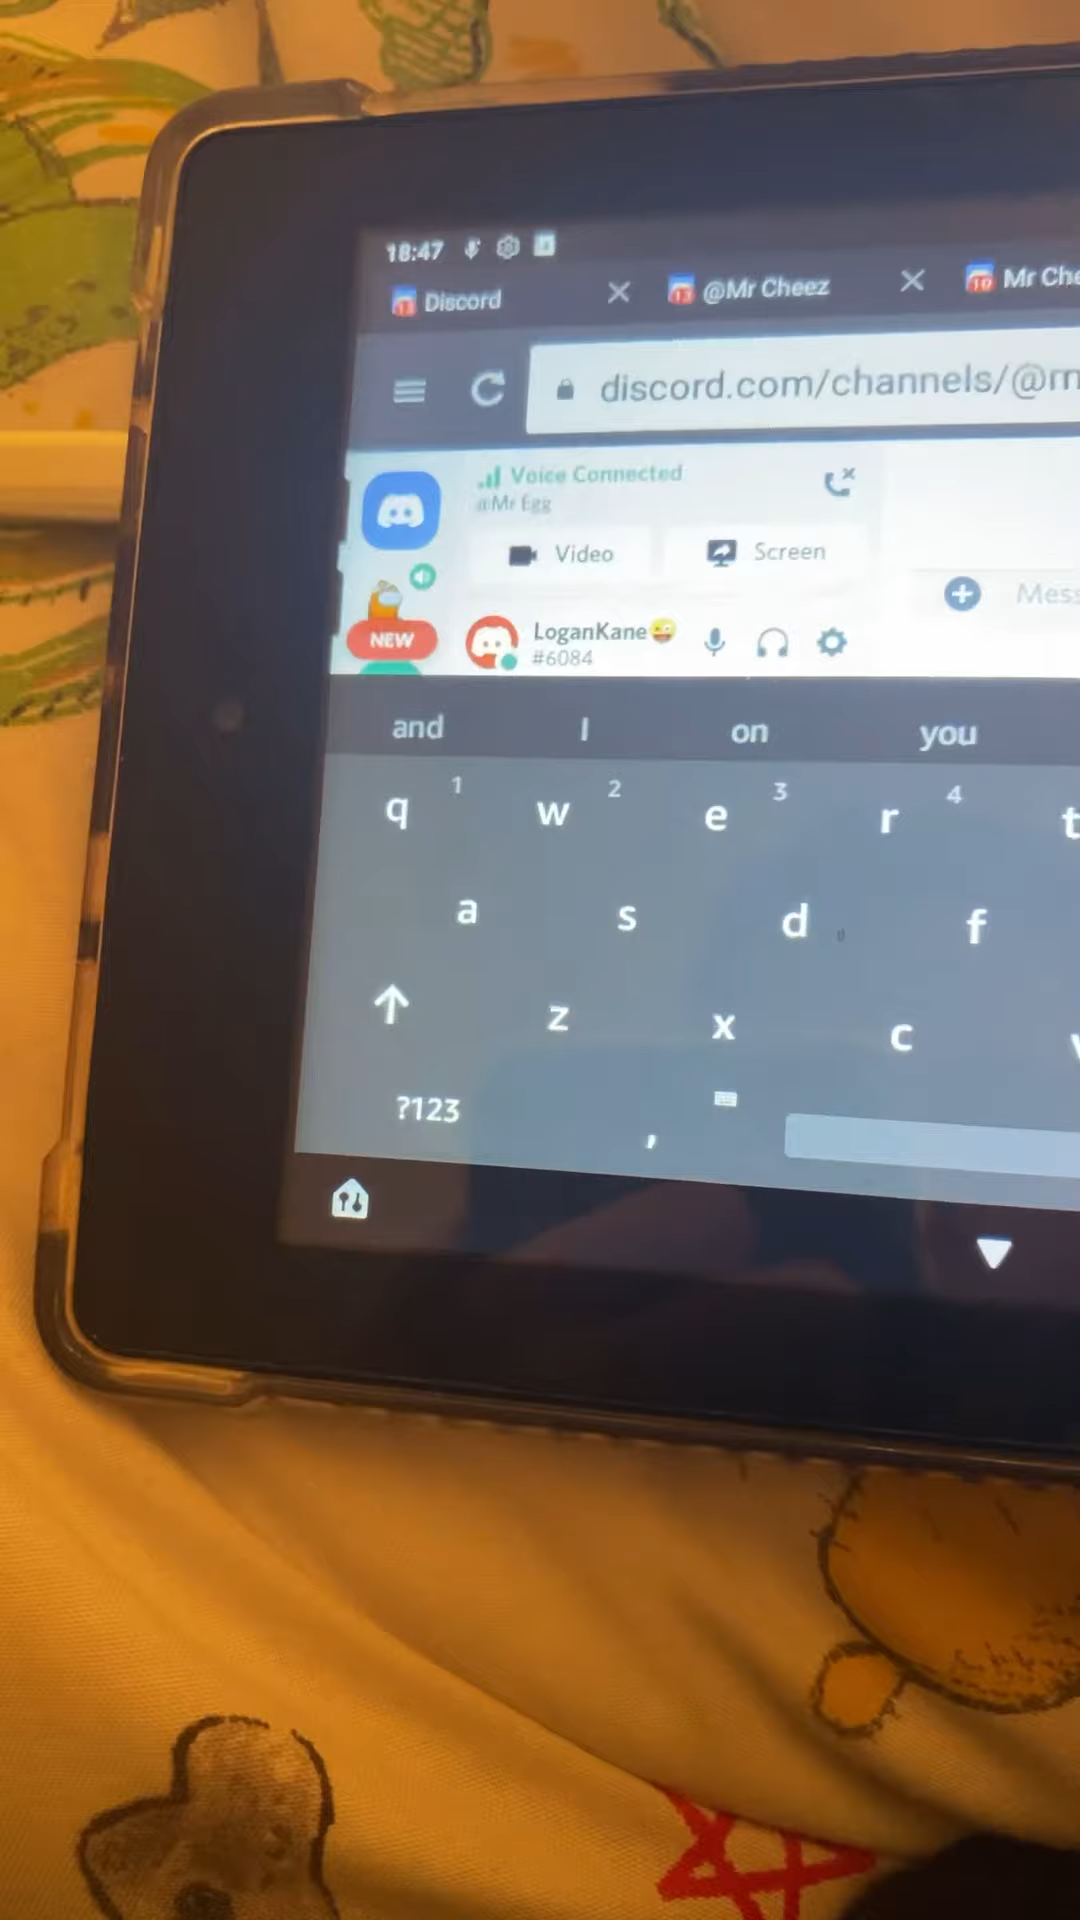 18:47
Discord
@Mr Cheez
Mr Che
discord.com/channels/@m
Voice Connected
@Mr Egg
Video
Screen
Mess
NEW
LoganKane😜
#6084
and I on you
q 1 w 2 e 3 r 4 t
a s d f
z x c
?123 ,